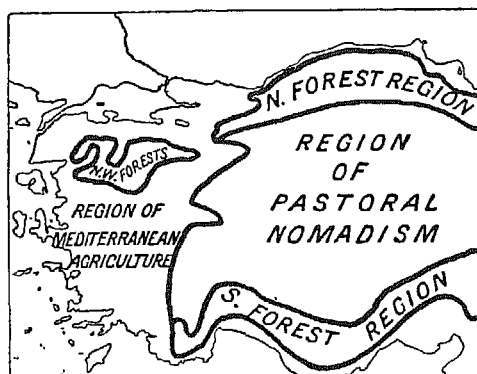 N. FOREST REGION
REGION
OF
PASTORAL
NOMADISM
N.W. FORESTS
REGION OF
MEDITERRANEAN
AGRICULTURE
S. FOREST REGION